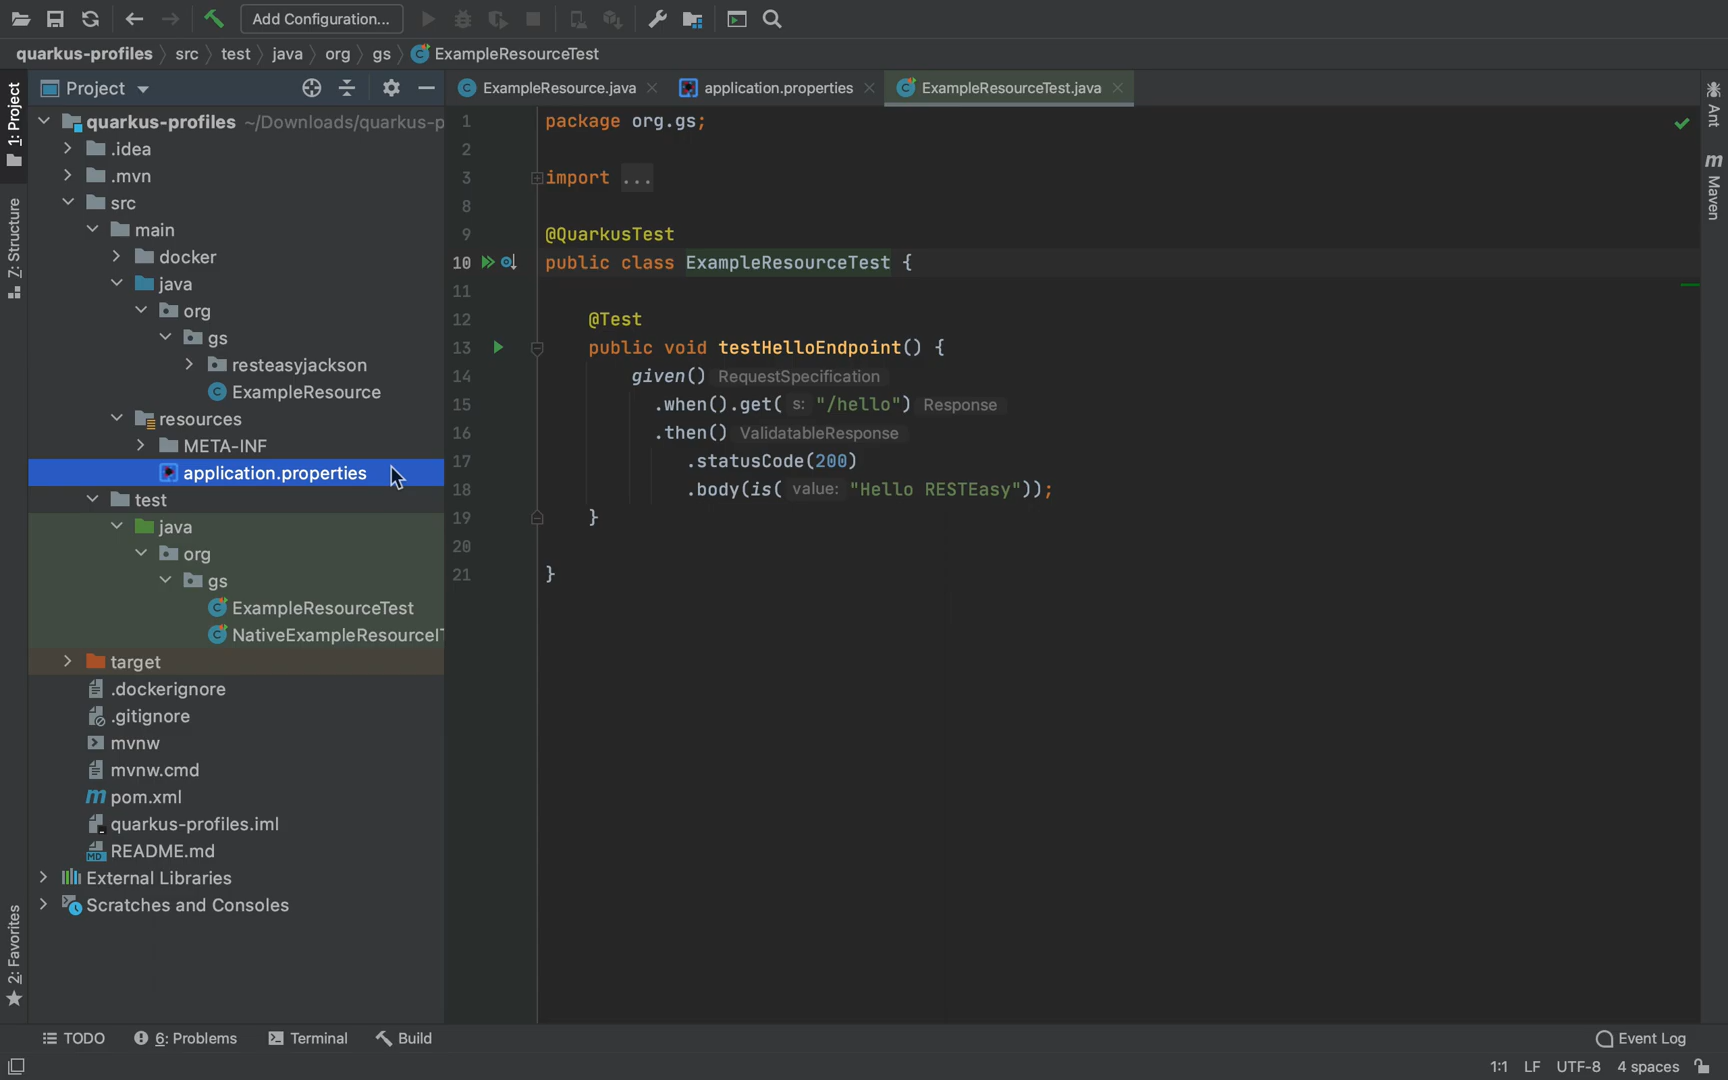 Add Configuration...
quarkus-profiles
src
test
java
org
gs
ExampleResourceTest
Project
ExampleResource.java
application.properties
ExampleResourceTest.java
1: Project
7: Structure
2: Favorites
Ant
Maven
quarkus-profiles ~/Downloads/quarkus-p
.idea
.mvn
src
main
docker
java
org
gs
resteasyjackson
ExampleResource
resources
META-INF
application.properties
test
java
org
gs
ExampleResourceTest
NativeExampleResourceI
target
.dockerignore
.gitignore
mvnw
mvnw.cmd
pom.xml
quarkus-profiles.iml
README.md
External Libraries
Scratches and Consoles
1 package org.gs;
2
3 import ...
8
9 @QuarkusTest
10 public class ExampleResourceTest {
11
12 @Test
13 public void testHelloEndpoint() {
14 given() RequestSpecification
15 .when().get( s: "/hello") Response
16 .then() ValidatableResponse
17 .statusCode(200)
18 .body(is( value: "Hello RESTEasy"));
19 }
20
21 }
TODO
6: Problems
Terminal
Build
Event Log
1:1 LF UTF-8 4 spaces